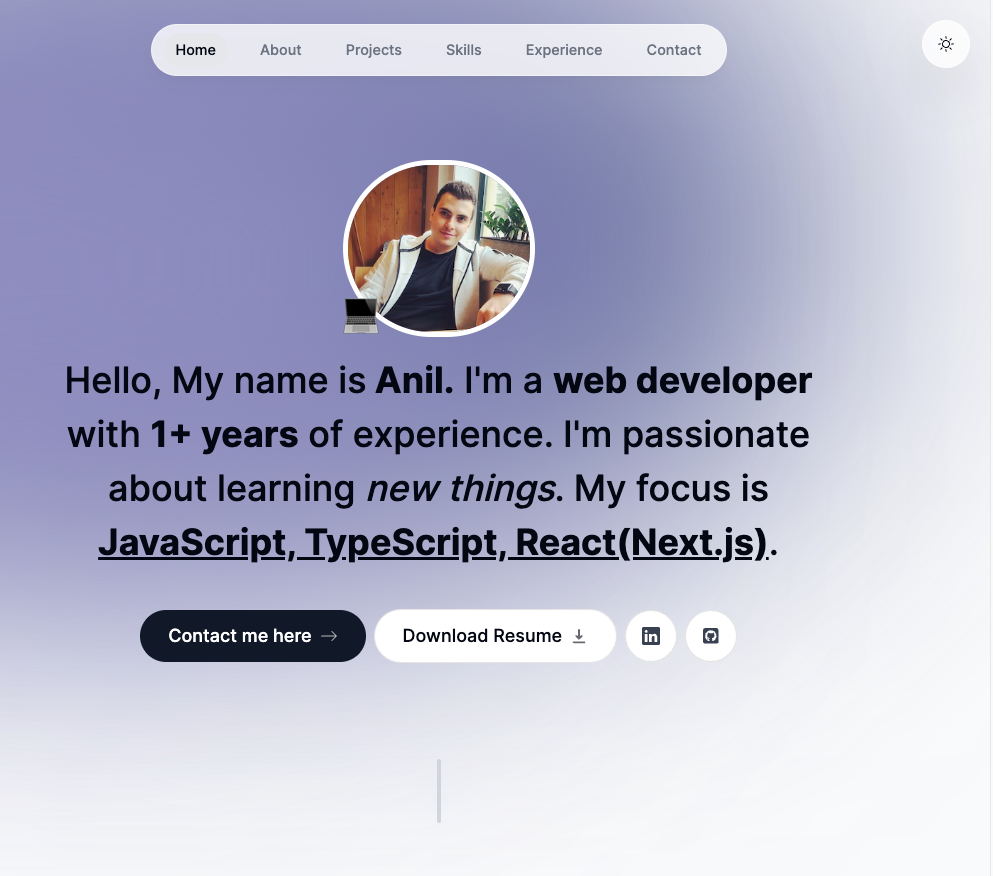 Home About Projects Skills Experience Contact
Hello, My name is Anil. I'm a web developer
with 1+ years of experience. I'm passionate
about learning new things. My focus is
JavaScript, TypeScript, React(Next.js).
Contact me here Download Resume in